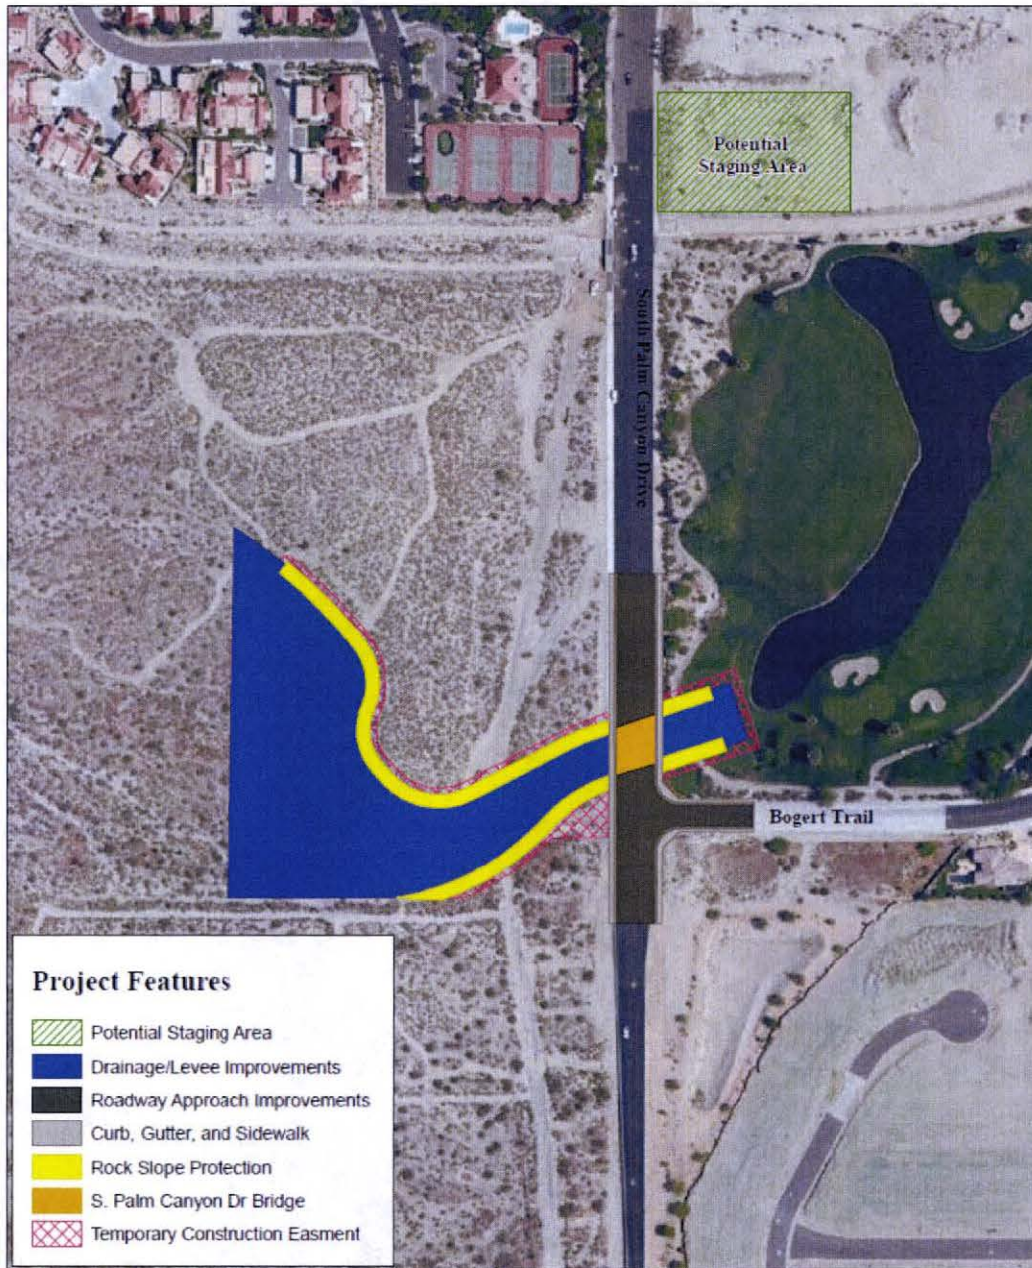 Potential
Staging Area
South Palm Canyon Drive
Bogert Trail
Project Features
Potential Staging Area
Drainage/Levee Improvements
Roadway Approach Improvements
Curb, Gutter, and Sidewalk
Rock Slope Protection
S. Palm Canyon Dr Bridge
Temporary Construction Easment